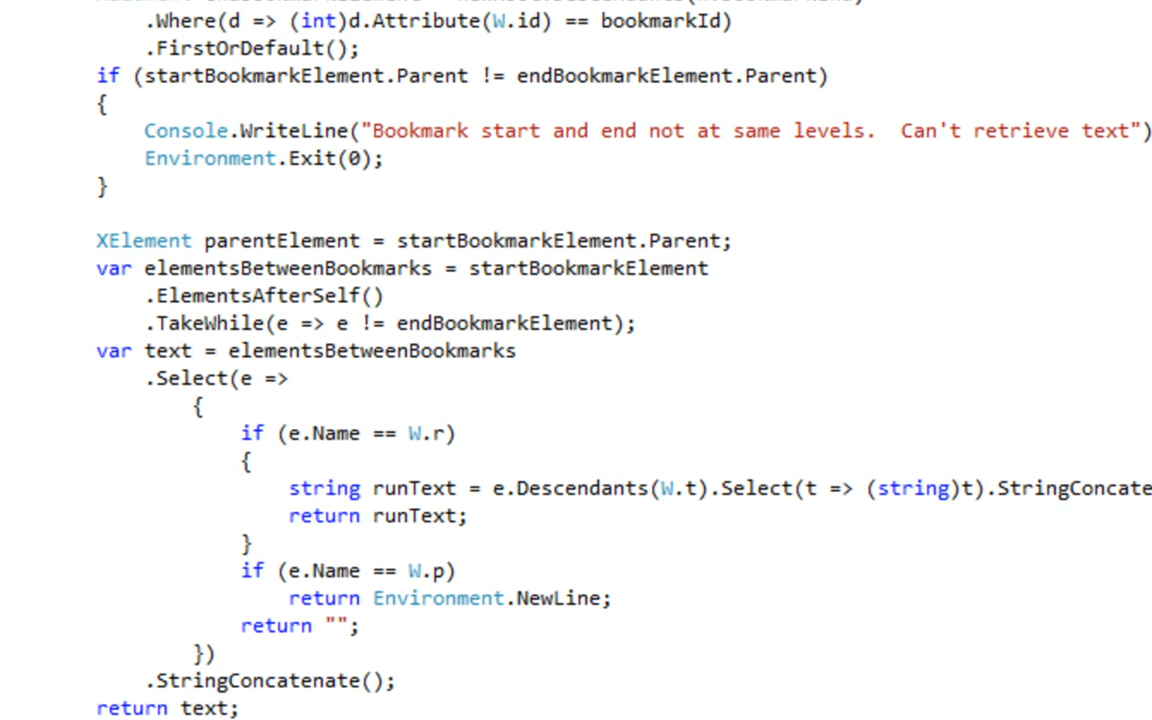 .Where(d => (int)d.Attribute(W.id) == bookmarkId)
.FirstOrDefault();
if (startBookmarkElement.Parent != endBookmarkElement.Parent)
{
Console.WriteLine("Bookmark start and end not at same levels.  Can't retrieve text")
Environment.Exit(0);
}
XElement parentElement = startBookmarkElement.Parent;
var elementsBetweenBookmarks = startBookmarkElement
.ElementsAfterSelf()
.TakeWhile(e => e != endBookmarkElement);
var text = elementsBetweenBookmarks
.Select(e =>
{
if (e.Name == W.r)
{
string runText = e.Descendants(W.t).Select(t => (string)t).StringConcate
return runText;
}
if (e.Name == W.p)
return Environment.NewLine;
return "";
})
.StringConcatenate();
return text;